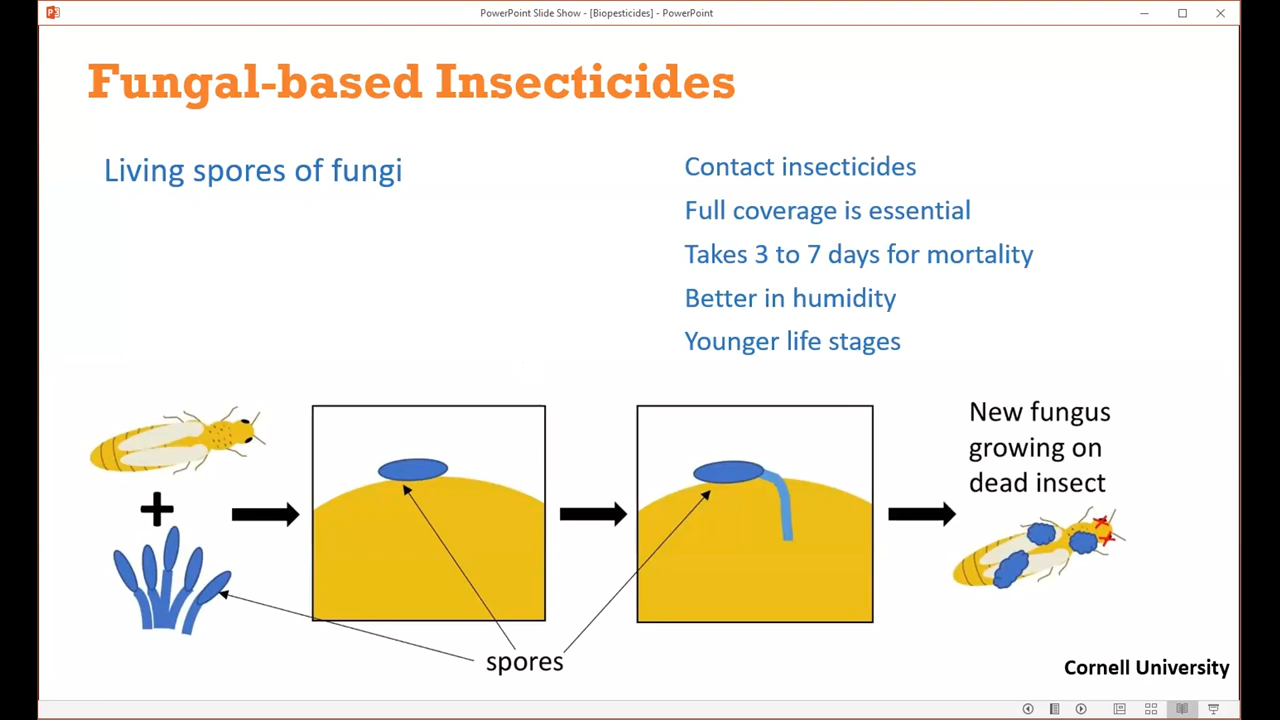 PowerPoint Slide Show - [Biopesticides] - PowerPoint
Fungal-based Insecticides
Living spores of fungi
Contact insecticides
Full coverage is essential
Takes 3 to 7 days for mortality
Better in humidity
Younger life stages
New fungus
growing on
dead insect
spores
Cornell University